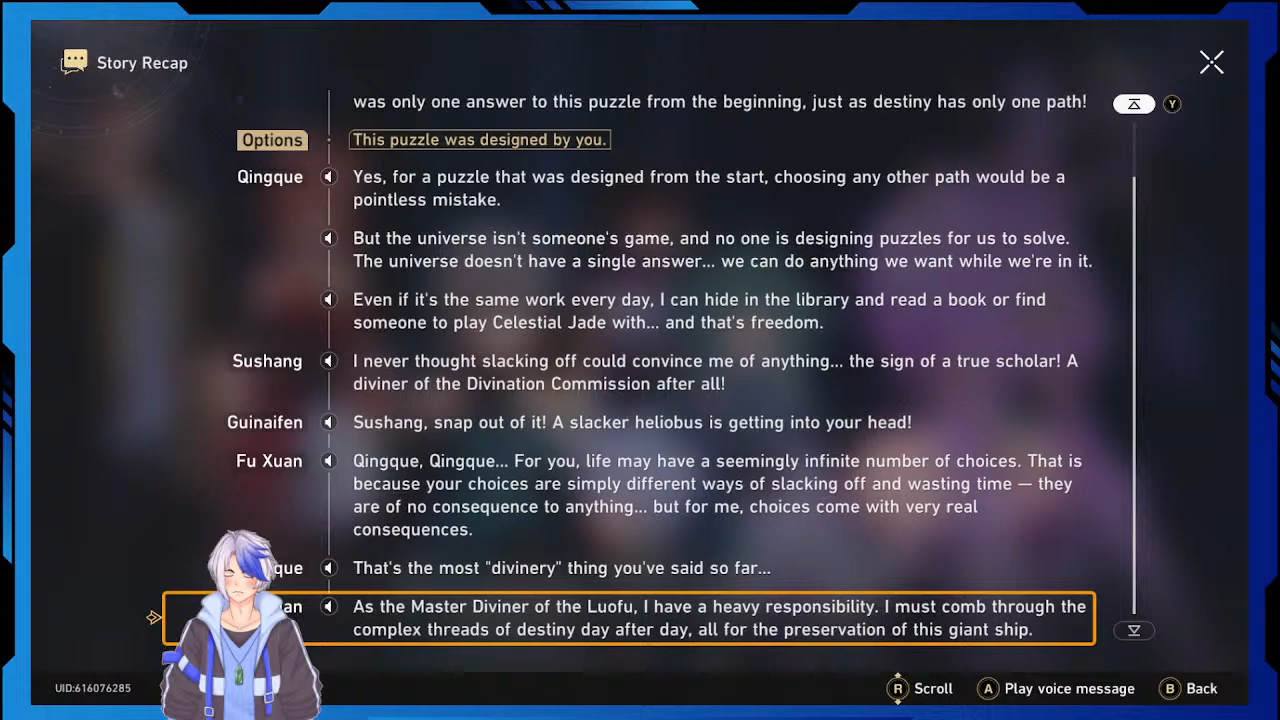 Story Recap
was only one answer to this puzzle from the beginning, just as destiny has only one path!
Y
Options
This puzzle was designed by you.
Qingque
Yes, for a puzzle that was designed from the start, choosing any other path would be a
pointless mistake.
But the universe isn't someone's game, and no one is designing puzzles for us to solve.
The universe doesn't have a single answer... we can do anything we want while we're in it.
Even if it's the same work every day, I can hide in the library and read a book or find
someone to play Celestial Jade with... and that's freedom.
Sushang
I never thought slacking off could convince me of anything... the sign of a true scholar! A
diviner of the Divination Commission after all!
Guinaifen
Sushang, snap out of it! A slacker heliobus is getting into your head!
Fu Xuan
Qingque, Qingque... For you, life may have a seemingly infinite number of choices. That is
because your choices are simply different ways of slacking off and wasting time — they
are of no consequence to anything... but for me, choices come with very real
consequences.
que
That's the most "divinery" thing you've said so far...
an
As the Master Diviner of the Luofu, I have a heavy responsibility. I must comb through the
complex threads of destiny day after day, all for the preservation of this giant ship.
UID:616076285
R Scroll
A Play voice message
B Back